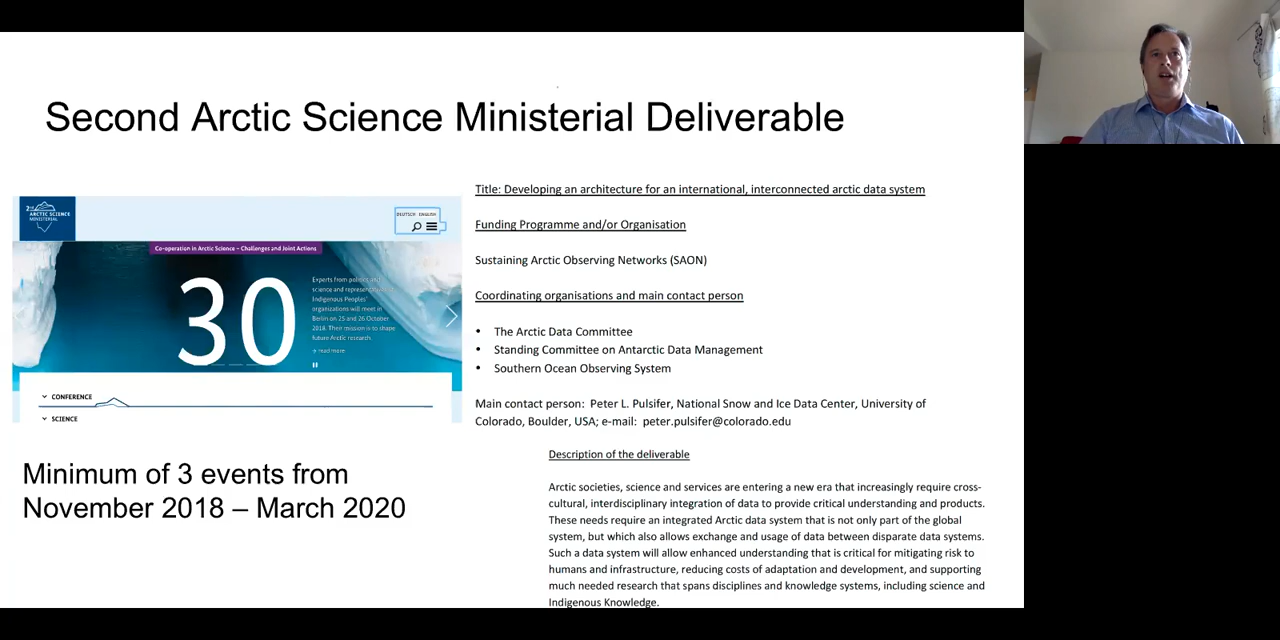 Second Arctic Science Ministerial Deliverable
2nd
ARCTIC SCIENCE
MINISTERIAL
DEUTSCH ENGLISH
Co-operation in Arctic Science – Challenges and Joint Actions
30
Experts from politics and
science and representatives of
Indigenous Peoples'
organizations will meet in
Berlin on 25 and 26 October
2018. Their mission is to shape
future Arctic research.
read more
CONFERENCE
SCIENCE
Minimum of 3 events from
November 2018 – March 2020
Title: Developing an architecture for an international, interconnected arctic data system
Funding Programme and/or Organisation
Sustaining Arctic Observing Networks (SAON)
Coordinating organisations and main contact person
• The Arctic Data Committee
• Standing Committee on Antarctic Data Management
• Southern Ocean Observing System
Main contact person: Peter L. Pulsifer, National Snow and Ice Data Center, University of
Colorado, Boulder, USA; e-mail: peter.pulsifer@colorado.edu
Description of the deliverable
Arctic societies, science and services are entering a new era that increasingly require cross-
cultural, interdisciplinary integration of data to provide critical understanding and products.
These needs require an integrated Arctic data system that is not only part of the global
system, but which also allows exchange and usage of data between disparate data systems.
Such a data system will allow enhanced understanding that is critical for mitigating risk to
humans and infrastructure, reducing costs of adaptation and development, and supporting
much needed research that spans disciplines and knowledge systems, including science and
Indigenous Knowledge.